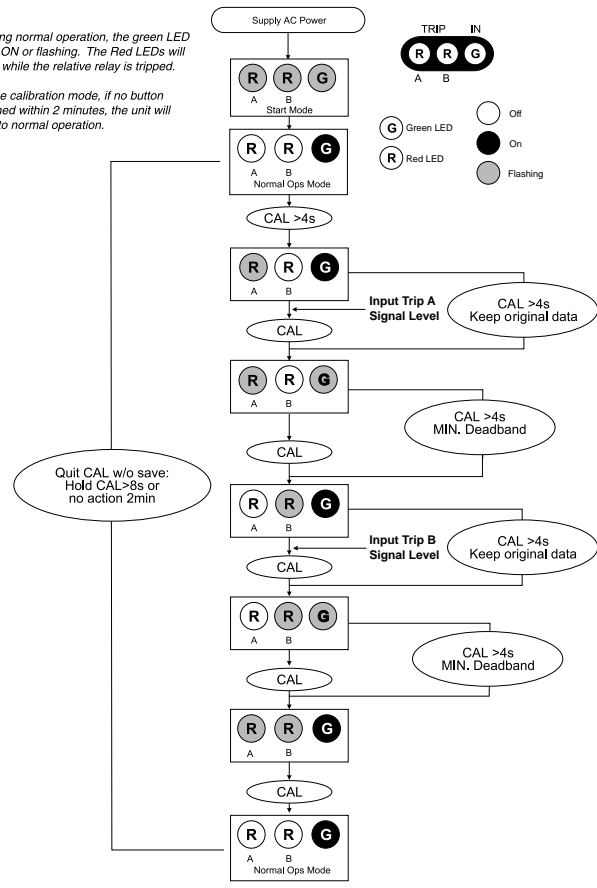 ng normal operation, the green LED
ON or flashing. The Red LEDs will
while the relative relay is tripped.
e calibration mode, if no button
ned within 2 minutes, the unit will
to normal operation.
Supply AC Power
TRIP IN
R R G
A B
G Green LED
R Red LED
Off
On
Flashing
R R G
A B
Start Mode
R R G
A B
Normal Ops Mode
CAL >4s
R R G
A B
Input Trip A
Signal Level
CAL >4s
Keep original data
CAL
R R G
A B
CAL >4s
MIN. Deadband
CAL
Quit CAL w/o save:
Hold CAL>8s or
no action 2min
R R G
A B
Input Trip B
Signal Level
CAL >4s
Keep original data
CAL
R R G
A B
CAL >4s
MIN. Deadband
CAL
R R G
A B
CAL
R R G
A B
Normal Ops Mode